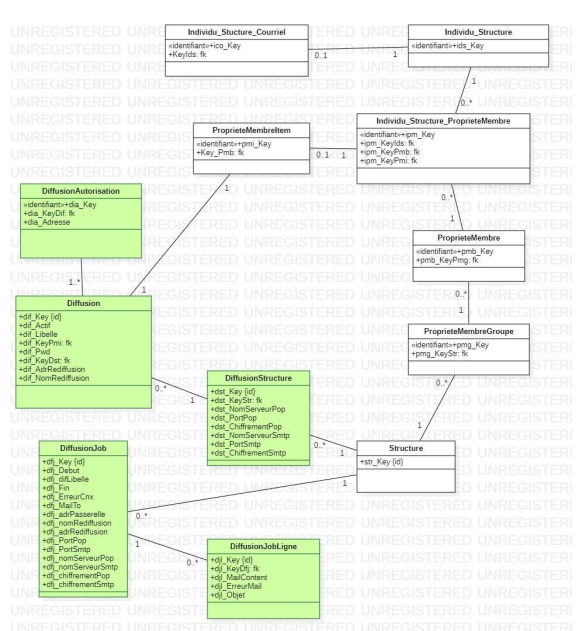 Individu_Stucture_Courriel
«identifiant»+ico_Key
+KeyIds: fk
0..1
1
Individu_Structure
«identifiant»+ids_Key
1
0..*
ProprieteMembreItem
«identifiant»+pmi_Key
+Key_Pmb: fk
0..1
1
Individu_Structure_ProprieteMembre
«identifiant»+ipm_Key
+ipm_KeyIds: fk
+ipm_KeyPmb: fk
+ipm_KeyPmi: fk
1
0..*
1
DiffusionAutorisation
«identifiant»+dia_Key
+dia_KeyDif: fk
+dia_Adresse
ProprieteMembre
«identifiant»+pmb_Key
+pmb_KeyPmg: fk
1..*
1
0..*
1
Diffusion
+dif_Key {id}
+dif_Actif
+dif_Libelle
+dif_KeyPmi: fk
+dif_Pwd
+dif_KeyDst: fk
+dif_AdrRediffusion
+dif_NomRediffusion
ProprieteMembreGroupe
«identifiant»+pmg_Key
+pmg_KeyStr: fk
0..*
1
0..*
1
DiffusionStructure
+dst_Key {id}
+dst_KeyStr: fk
+dst_NomServeurPop
+dst_PortPop
+dst_ChiffrementPop
+dst_NomServeurSmtp
+dst_PortSmtp
+dst_ChiffrementSmtp
0..*
1
Structure
+str_Key {id}
1
DiffusionJob
+dfj_Key {id}
+dfj_Debut
+dfj_difLibelle
+dfj_Fin
+dfj_ErreurCnx
+dfj_MailTo
+dfj_adrPasserelle
+dfj_nomRediffusion
+dfj_adrRediffusion
+dfj_PortPop
+dfj_PortSmtp
+dfj_nomServeurPop
+dfj_nomServeurSmtp
+dfj_chiffrementPop
+dfj_chiffrementSmtp
0..*
1
0..*
DiffusionJobLigne
+djl_Key {id}
+djl_KeyDfj: fk
+djl_MailContent
+djl_ErreurMail
+djl_Objet
UNREGISTERED